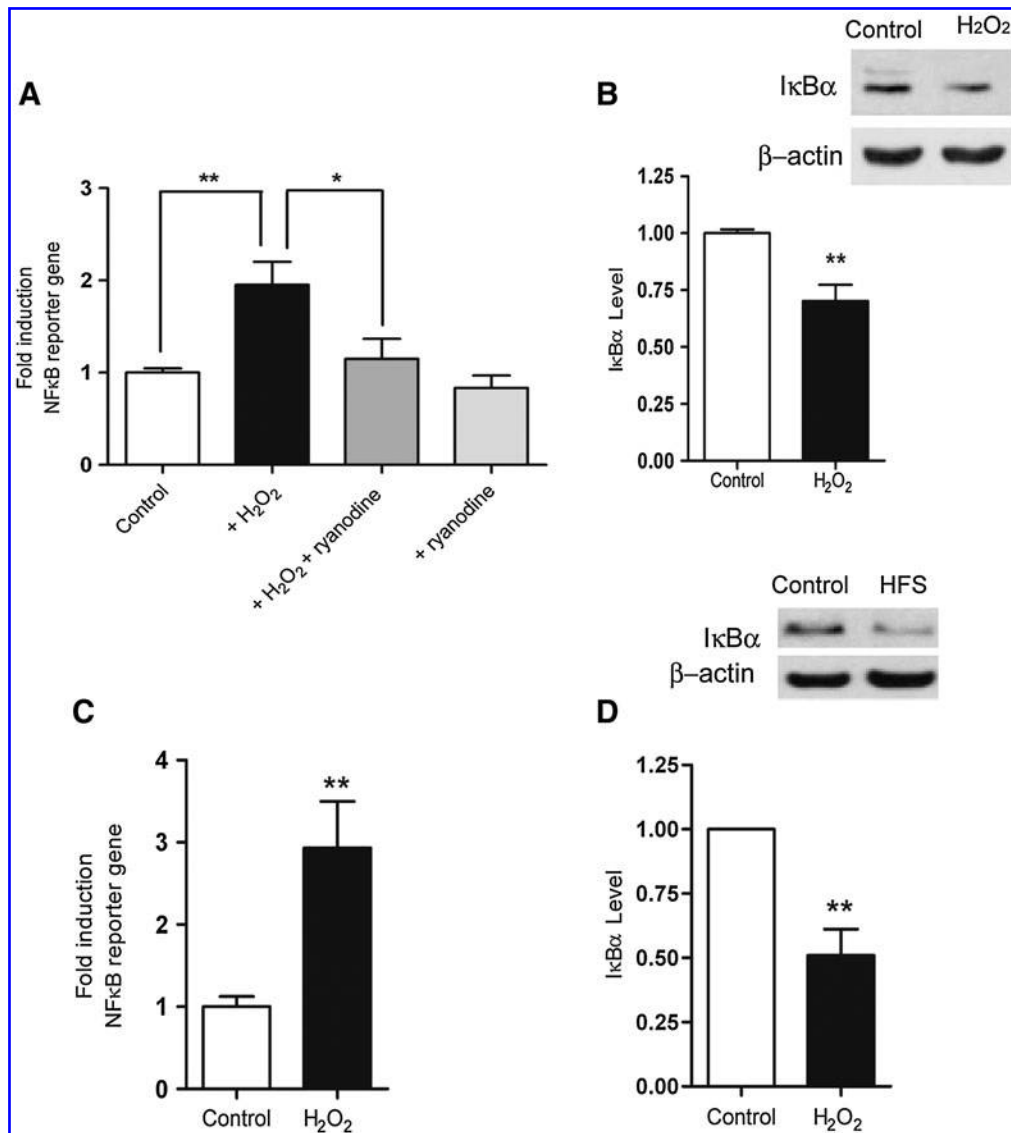 A
Fold induction
NFκB reporter gene
3
2
1
0
**
*
Control
+ H₂O₂
+ H₂O₂ + ryanodine
+ ryanodine
B
Control H₂O₂
IκBα
β–actin
IκBα Level
1.25
1.00
0.75
0.50
0.25
0.00
**
Control
H₂O₂
C
Fold induction
NFκB reporter gene
4
3
2
1
0
**
Control
H₂O₂
D
Control HFS
IκBα
β–actin
IκBα Level
1.25
1.00
0.75
0.50
0.25
0.00
**
Control
H₂O₂